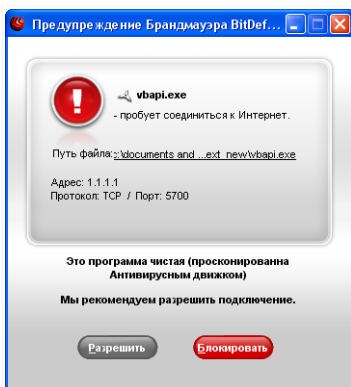 Предупреждение Брандмауэра BitDef...
vbapi.exe
- пробует соединиться к Интернет.
Путь файла: :\documents and ...ext_new\vbapi.exe
Адрес: 1.1.1.1
Протокол: TCP / Порт: 5700
Это программа чистая (просконированна
Антивирусным движком)
Мы рекомендуем разрешить подключение.
Разрешить
Блокировать